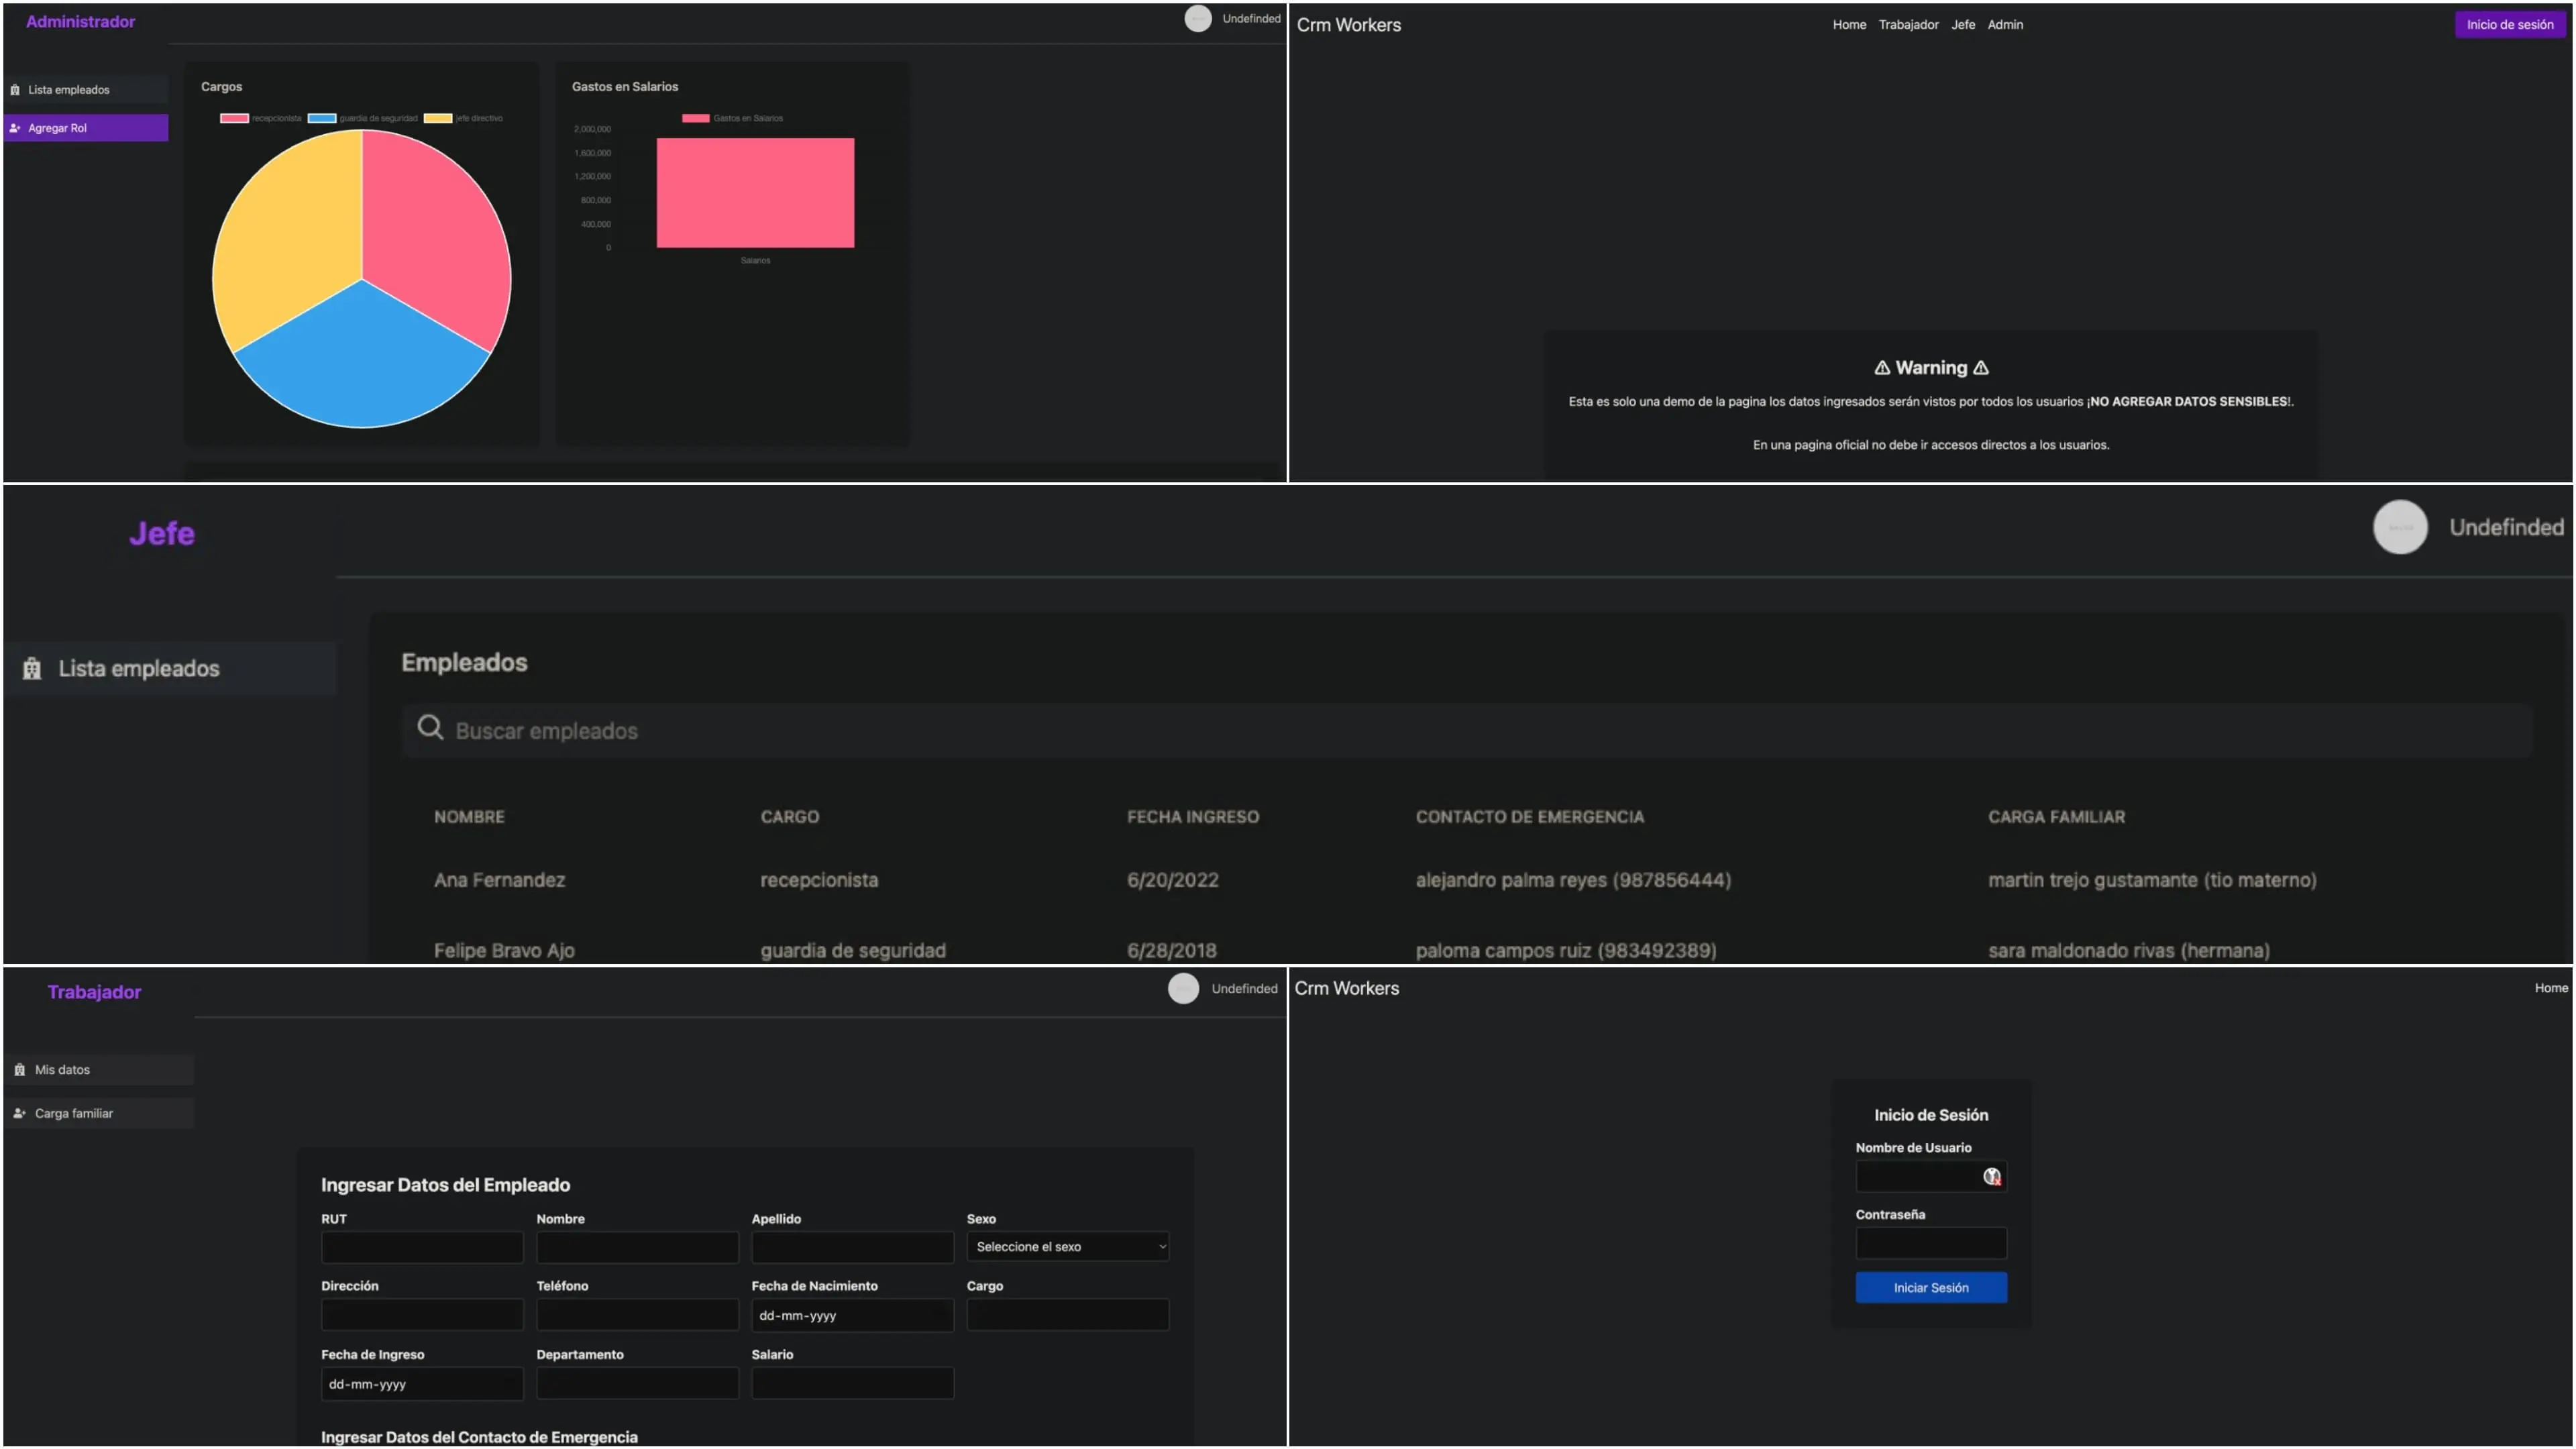 Administrador
Undefinded
Lista empleados
Agregar Rol
Cargos
recepcionista guardia de seguridad jefe directivo
Gastos en Salarios
Gastos en Salarios
2,000,000
1,600,000
1,200,000
800,000
400,000
0
Salarios
Crm Workers
Home Trabajador Jefe Admin
Inicio de sesión
⚠ Warning ⚠
Esta es solo una demo de la pagina los datos ingresados serán vistos por todos los usuarios ¡NO AGREGAR DATOS SENSIBLES!.
En una pagina oficial no debe ir accesos directos a los usuarios.
Jefe
Undefinded
Lista empleados
Empleados
Buscar empleados
NOMBRE CARGO FECHA INGRESO CONTACTO DE EMERGENCIA CARGA FAMILIAR
Ana Fernandez recepcionista 6/20/2022 alejandro palma reyes (987856444) martin trejo gustamante (tio materno)
Felipe Bravo Ajo guardia de seguridad 6/28/2018 paloma campos ruiz (983492389) sara maldonado rivas (hermana)
Trabajador
Undefinded
Mis datos
Carga familiar
Ingresar Datos del Empleado
RUT Nombre Apellido Sexo
Seleccione el sexo
Dirección Teléfono Fecha de Nacimiento Cargo
dd-mm-yyyy
Fecha de Ingreso Departamento Salario
dd-mm-yyyy
Ingresar Datos del Contacto de Emergencia
Crm Workers
Home
Inicio de Sesión
Nombre de Usuario
Contraseña
Iniciar Sesión